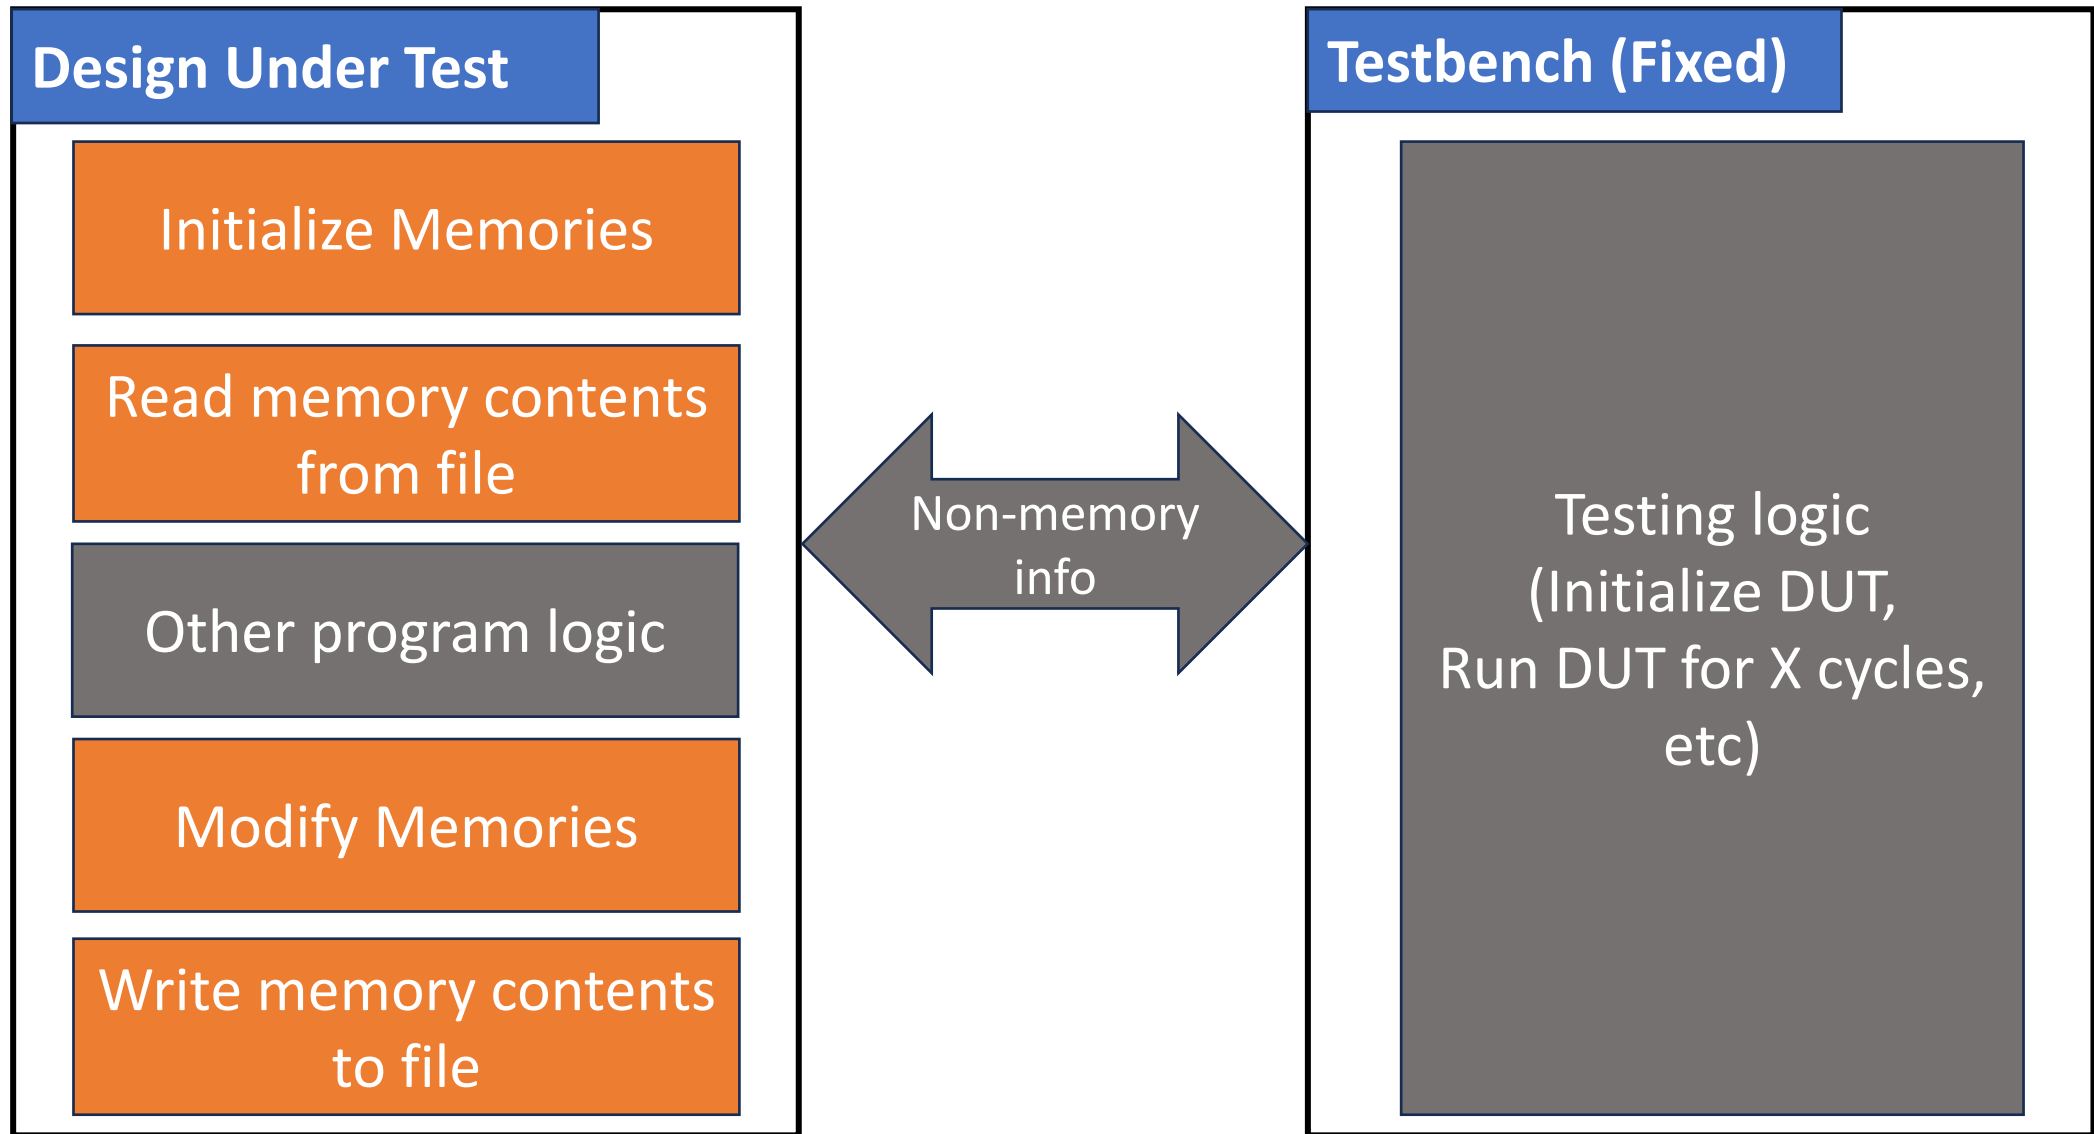 Design Under Test
Initialize Memories
Read memory contents
from file
Other program logic
Modify Memories
Write memory contents
to file
Non-memory
info
Testbench (Fixed)
Testing logic
(Initialize DUT,
Run DUT for X cycles,
etc)